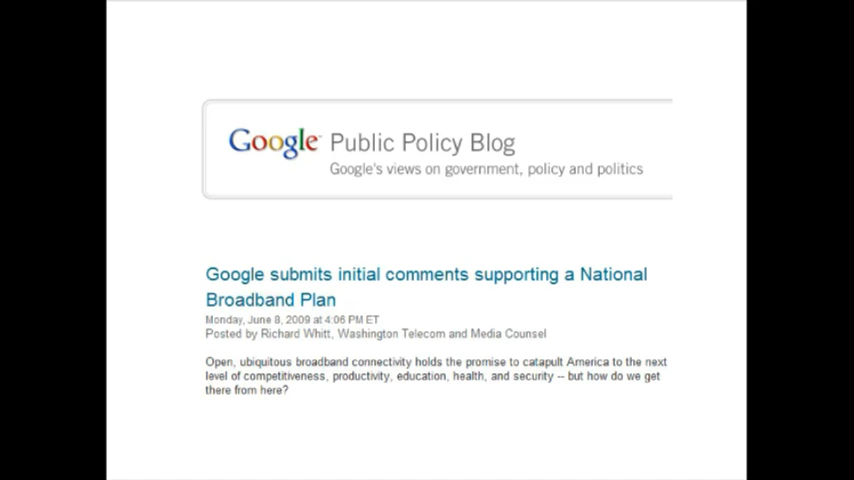 Google™ Public Policy Blog
Google's views on government, policy and politics
Google submits initial comments supporting a National
Broadband Plan
Monday, June 8, 2009 at 4:06 PM ET
Posted by Richard Whitt, Washington Telecom and Media Counsel
Open, ubiquitous broadband connectivity holds the promise to catapult America to the next
level of competitiveness, productivity, education, health, and security -- but how do we get
there from here?